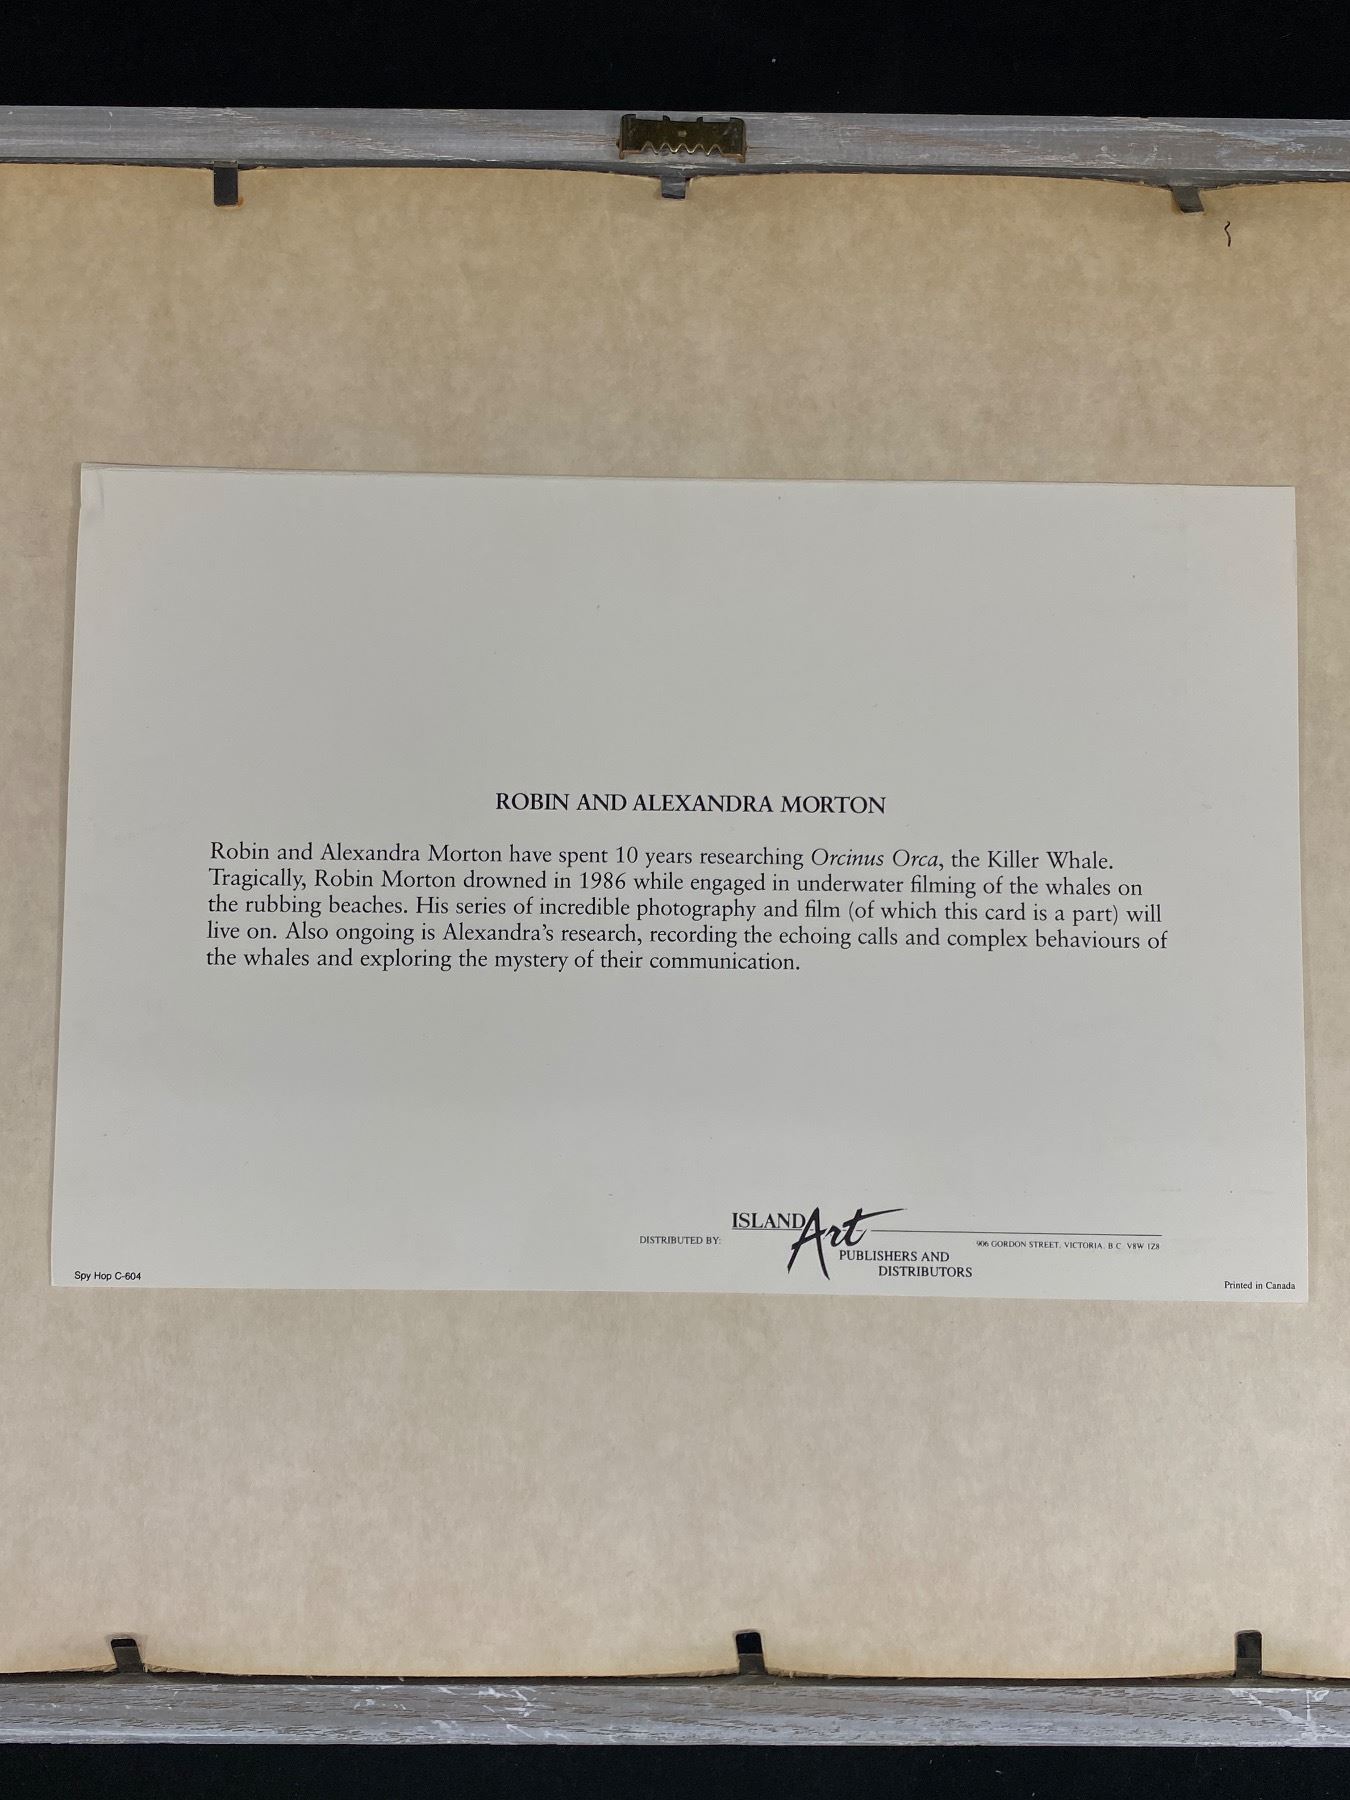 ROBIN AND ALEXANDRA MORTON
Robin and Alexandra Morton have spent 10 years researching Orcinus Orca, the Killer Whale.
Tragically, Robin Morton drowned in 1986 while engaged in underwater filming of the whales on
the rubbing beaches. His series of incredible photography and film (of which this card is a part) will
live on. Also ongoing is Alexandra's research, recording the echoing calls and complex behaviours of
the whales and exploring the mystery of their communication.
DISTRIBUTED BY:
ISLAND Art
PUBLISHERS AND
DISTRIBUTORS
906 GORDON STREET, VICTORIA, B.C. V8W 1Z8
Spy Hop C-604
Printed in Canada